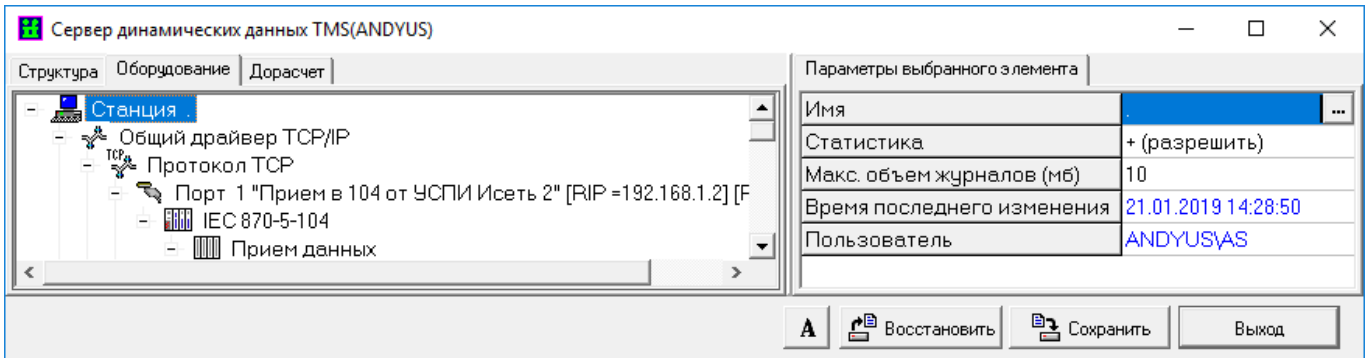 Сервер динамических данных TMS(ANDYUS)
Структура Оборудование Дорасчет
Станция .
Общий драйвер TCP/IP
TCP Протокол TCP
Порт 1 "Прием в 104 от УСПИ Исеть 2" [RIP =192.168.1.2] [F
IEC 870-5-104
Прием данных
Параметры выбранного элемента
Имя . ...
Статистика + (разрешить)
Макс. объем журналов (мб) 10
Время последнего изменения 21.01.2019 14:28:50
Пользователь ANDYUS\AS
A Восстановить Сохранить Выход